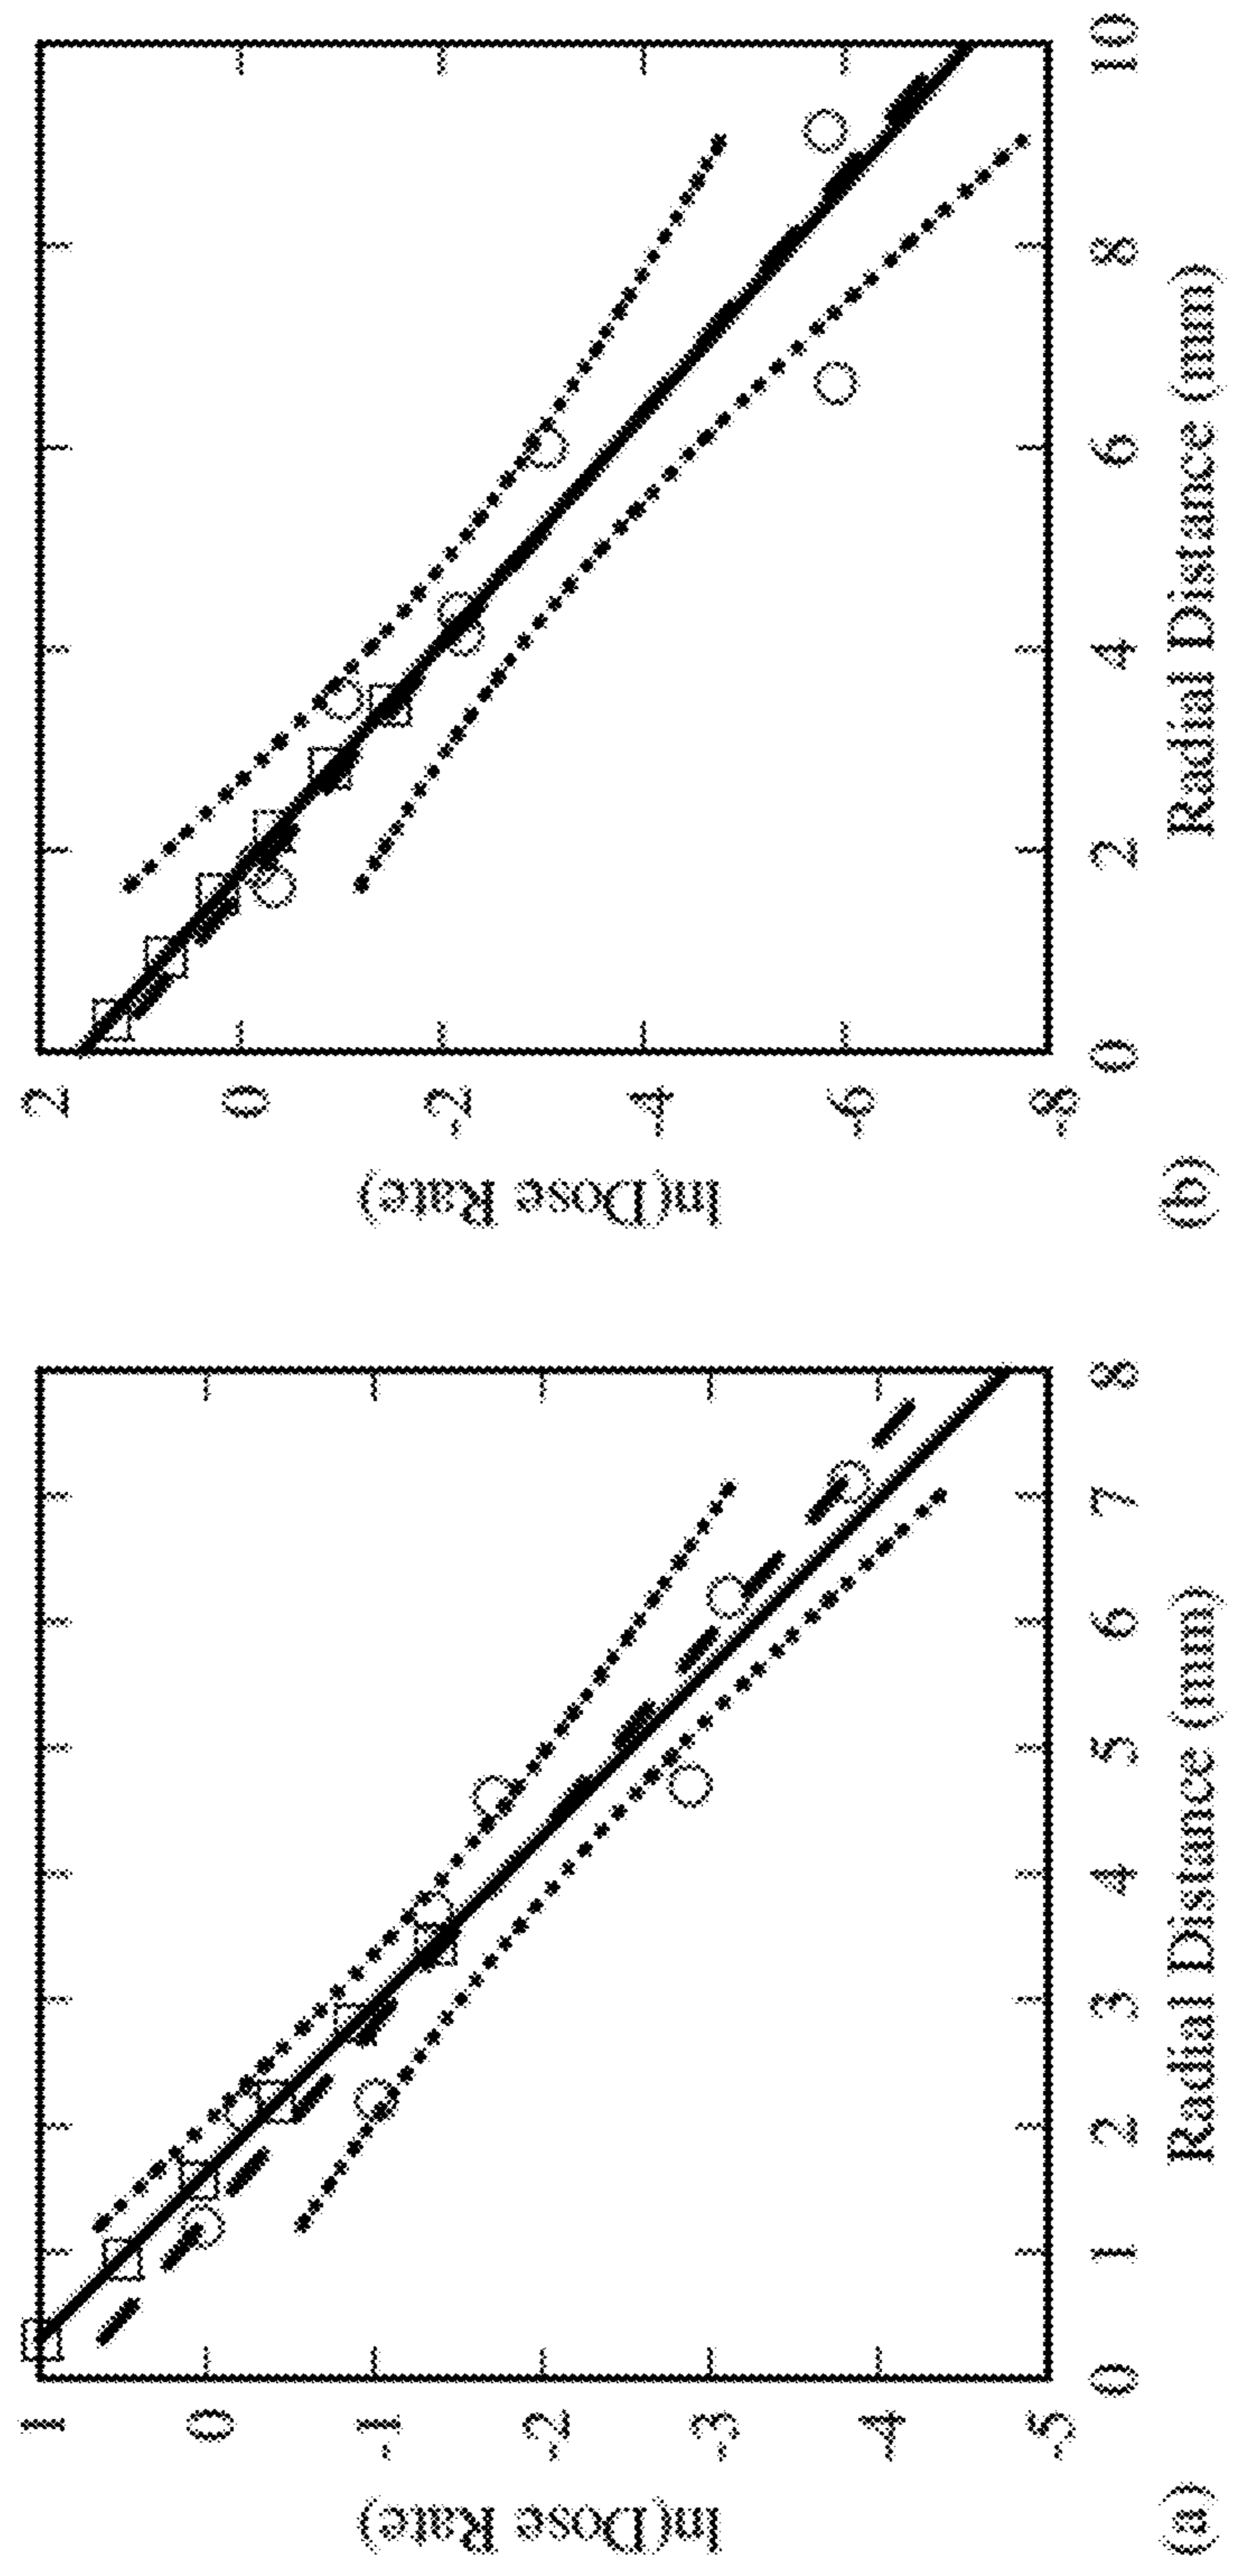 ln(Dose Rate)
1
0
-1
-2
-3
-4
-5
0 1 2 3 4 5 6 7 8
Radial Distance (mm)
(a)
ln(Dose Rate)
2
0
-2
-4
-6
-8
0 2 4 6 8 10
Radial Distance (mm)
(b)